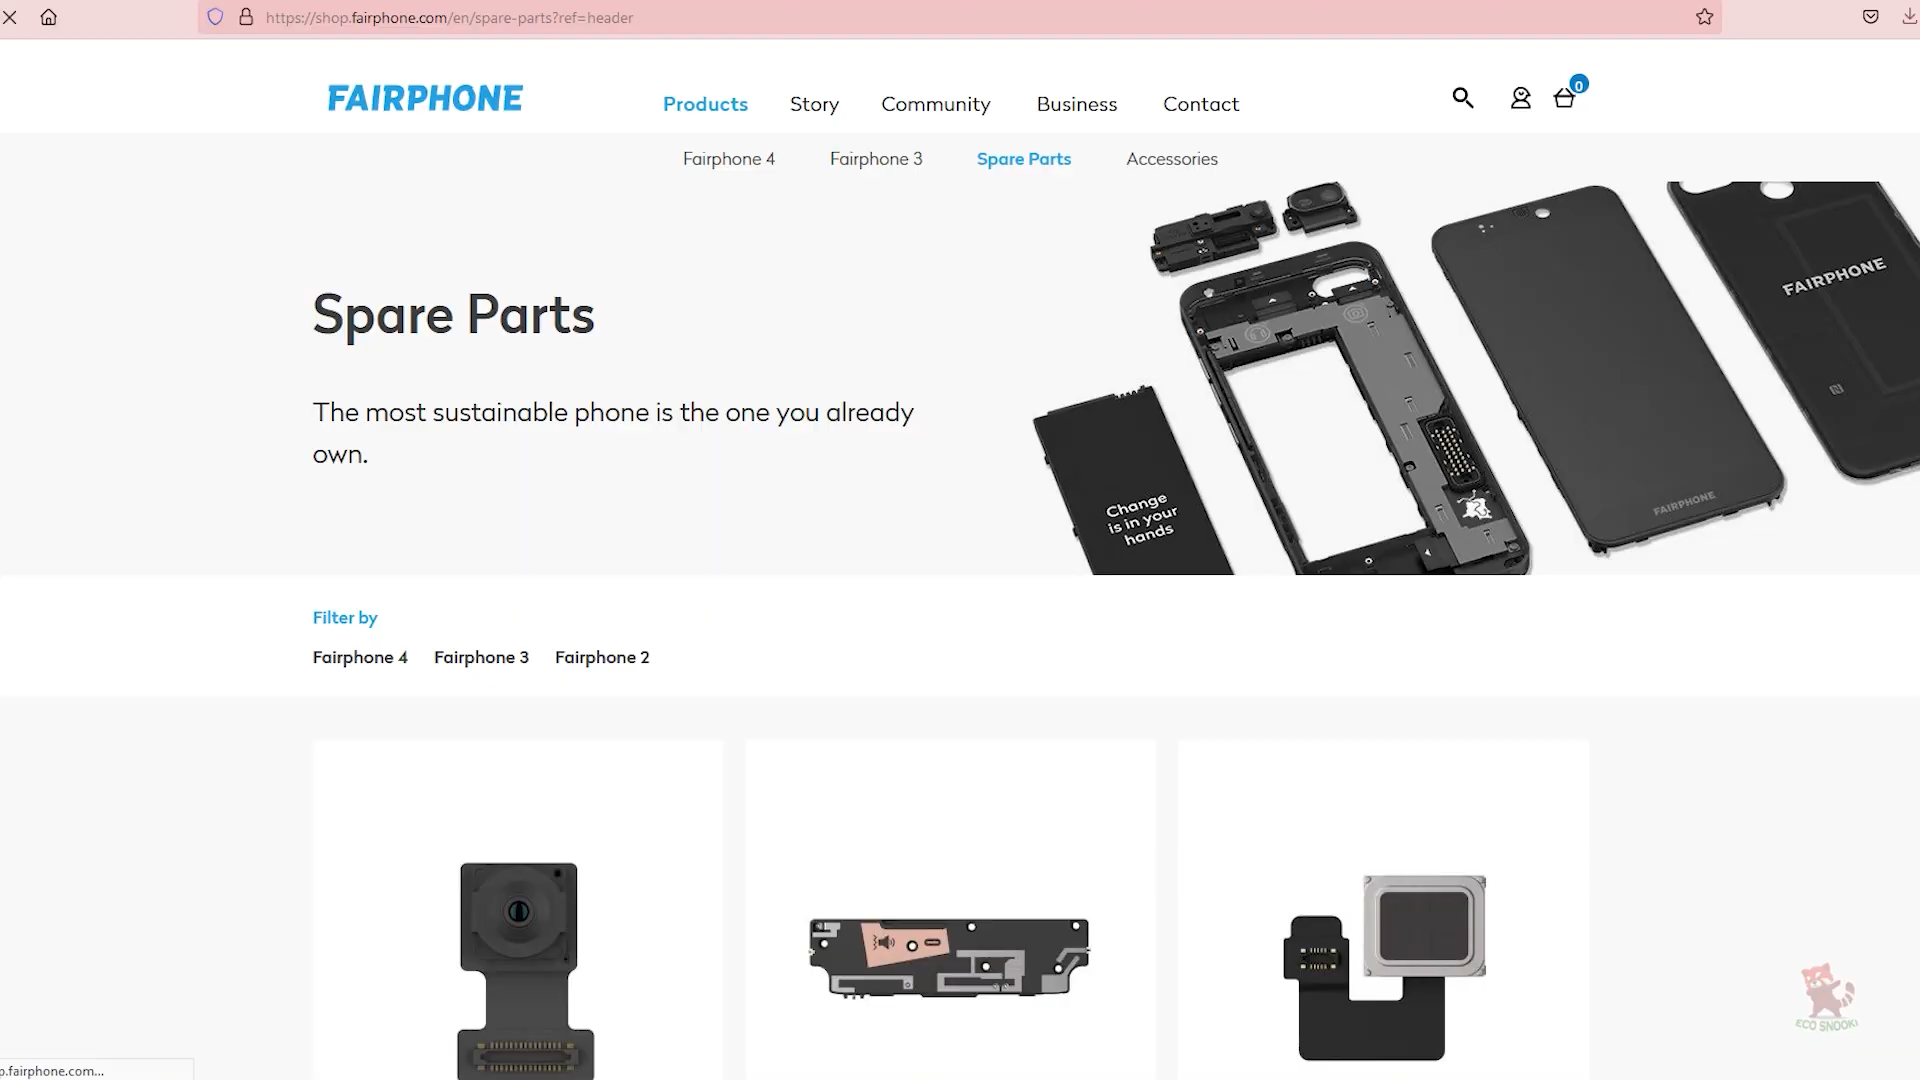 https://shop.fairphone.com/en/spare-parts?ref=header
FAIRPHONE
Products
Story
Community
Business
Contact
0
Fairphone 4
Fairphone 3
Spare Parts
Accessories
Spare Parts
The most sustainable phone is the one you already
own.
Change
is in your
hands
FAIRPHONE
FAIRPHONE
Filter by
Fairphone 4
Fairphone 3
Fairphone 2
ECO SNOOKI
p.fairphone.com...